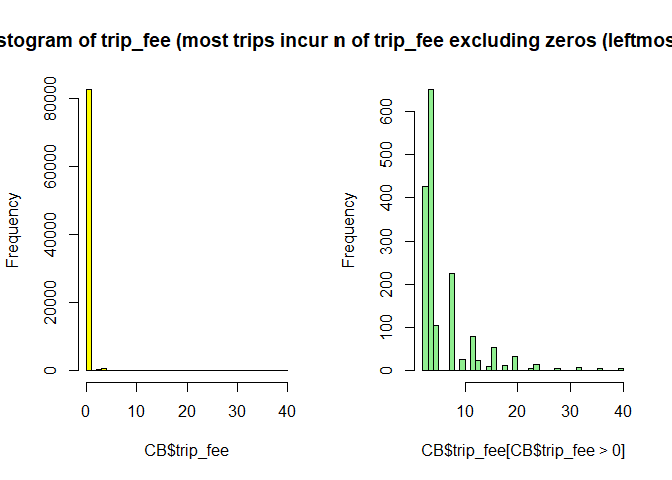 stogram of trip_fee (most trips incur
n of trip_fee excluding zeros (leftmos
Frequency
0
20000
40000
60000
80000
0 10 20 30 40
CB$trip_fee
Frequency
0
100
200
300
400
500
600
10 20 30 40
CB$trip_fee[CB$trip_fee > 0]